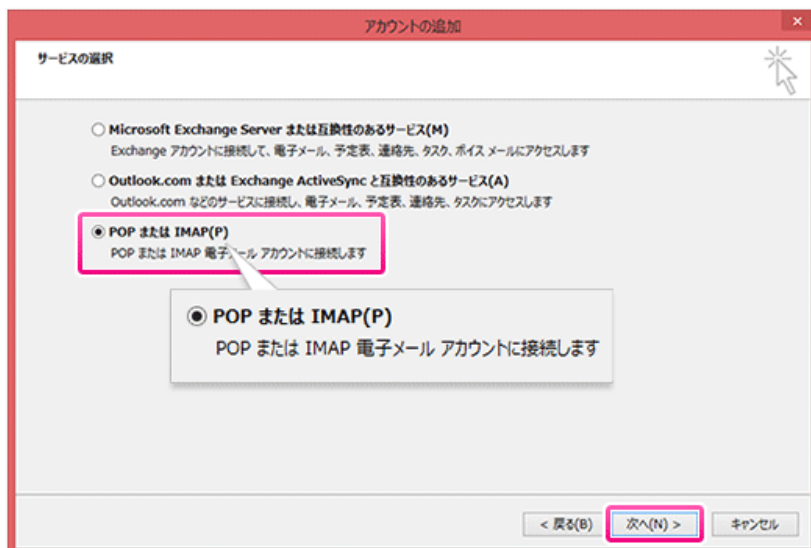 アカウントの追加
×
サービスの選択
Microsoft Exchange Server または互換性のあるサービス(M)
Exchange アカウントに接続して、電子メール、予定表、連絡先、タスク、ボイス メールにアクセスします
Outlook.com または Exchange ActiveSync と互換性のあるサービス(A)
Outlook.com などのサービスに接続し、電子メール、予定表、連絡先、タスクにアクセスします
POP または IMAP(P)
POP または IMAP 電子メール アカウントに接続します
POP または IMAP(P)
POP または IMAP 電子メール アカウントに接続します
< 戻る(B) 次へ(N) > キャンセル